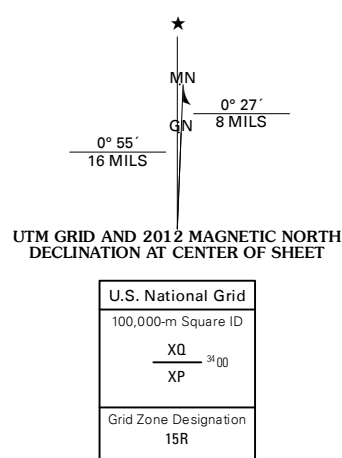 ★
MN
0° 27´
8 MILS
GN
0° 55´
16 MILS
UTM GRID AND 2012 MAGNETIC NORTH
DECLINATION AT CENTER OF SHEET
U.S. National Grid
100,000-m Square ID
XQ
3400
XP
Grid Zone Designation
15R